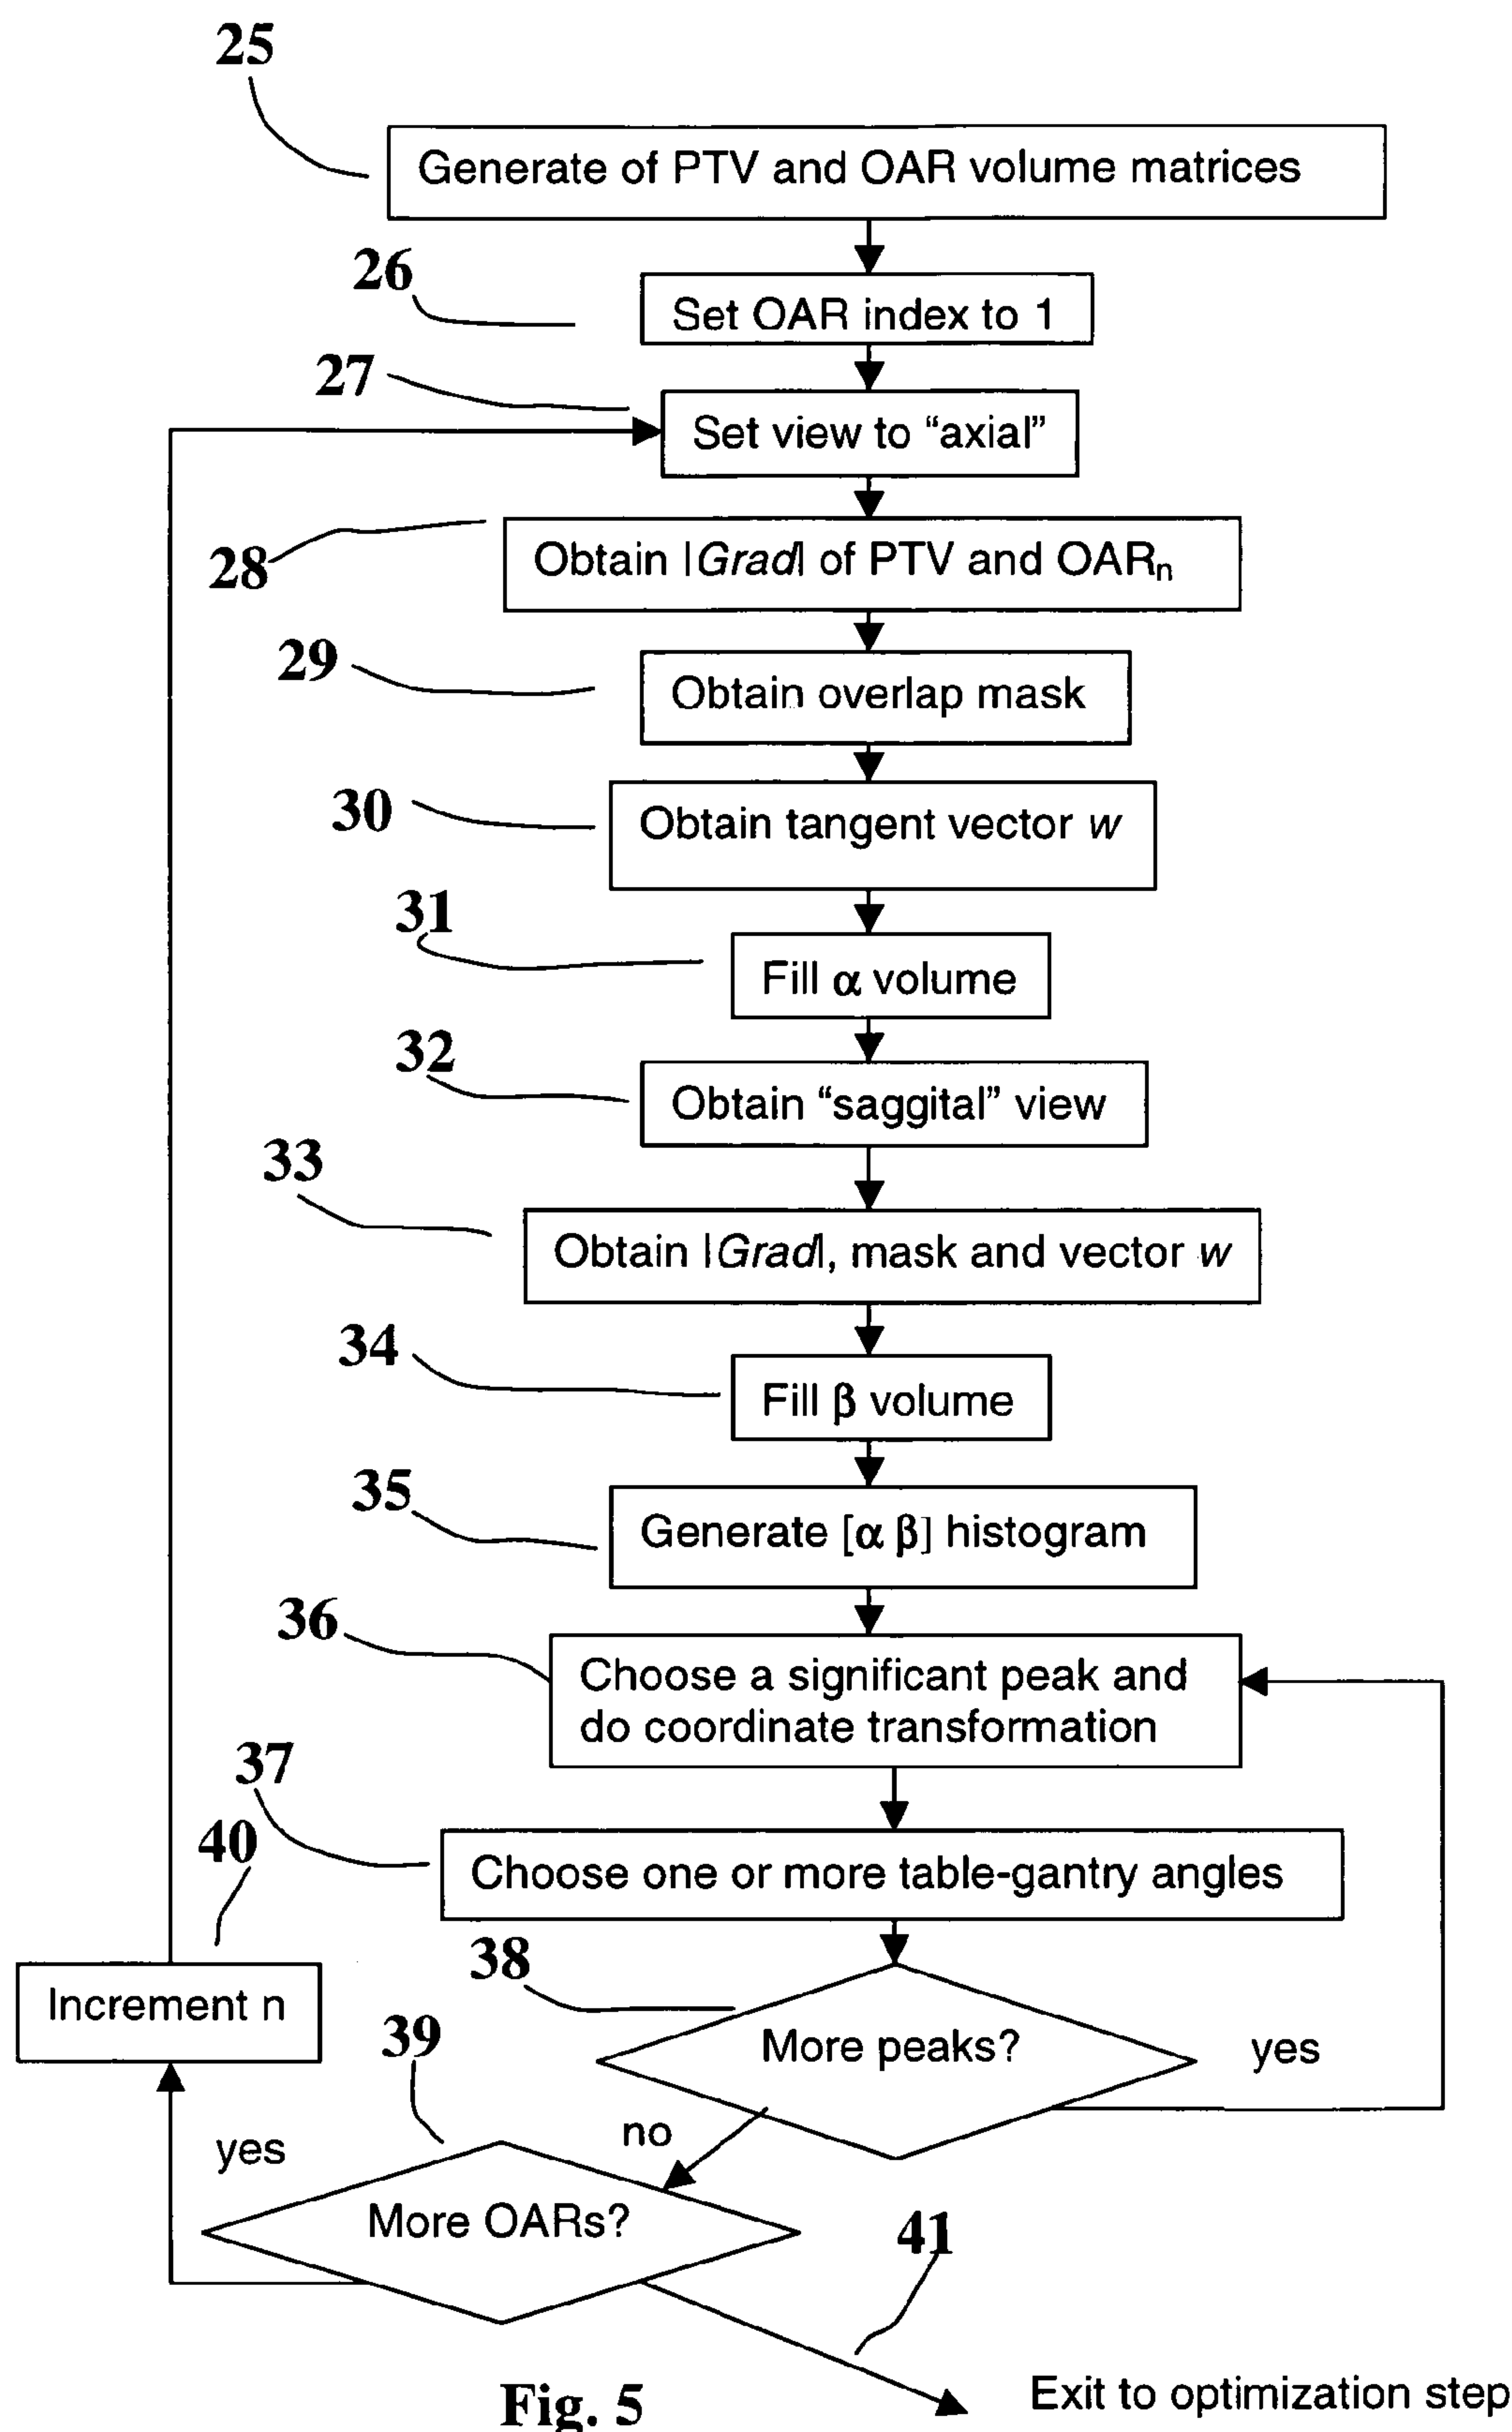 25
Generate of PTV and OAR volume matrices
26
Set OAR index to 1
27
Set view to “axial”
28
Obtain |Grad| of PTV and OARₙ
29
Obtain overlap mask
30
Obtain tangent vector w
31
Fill α volume
32
Obtain “saggital” view
33
Obtain |Grad|, mask and vector w
34
Fill β volume
35
Generate [α β] histogram
36
Choose a significant peak and
do coordinate transformation
37
Choose one or more table-gantry angles
40
Increment n
38
More peaks?
yes
39
no
yes
More OARs?
41
Exit to optimization step
Fig. 5